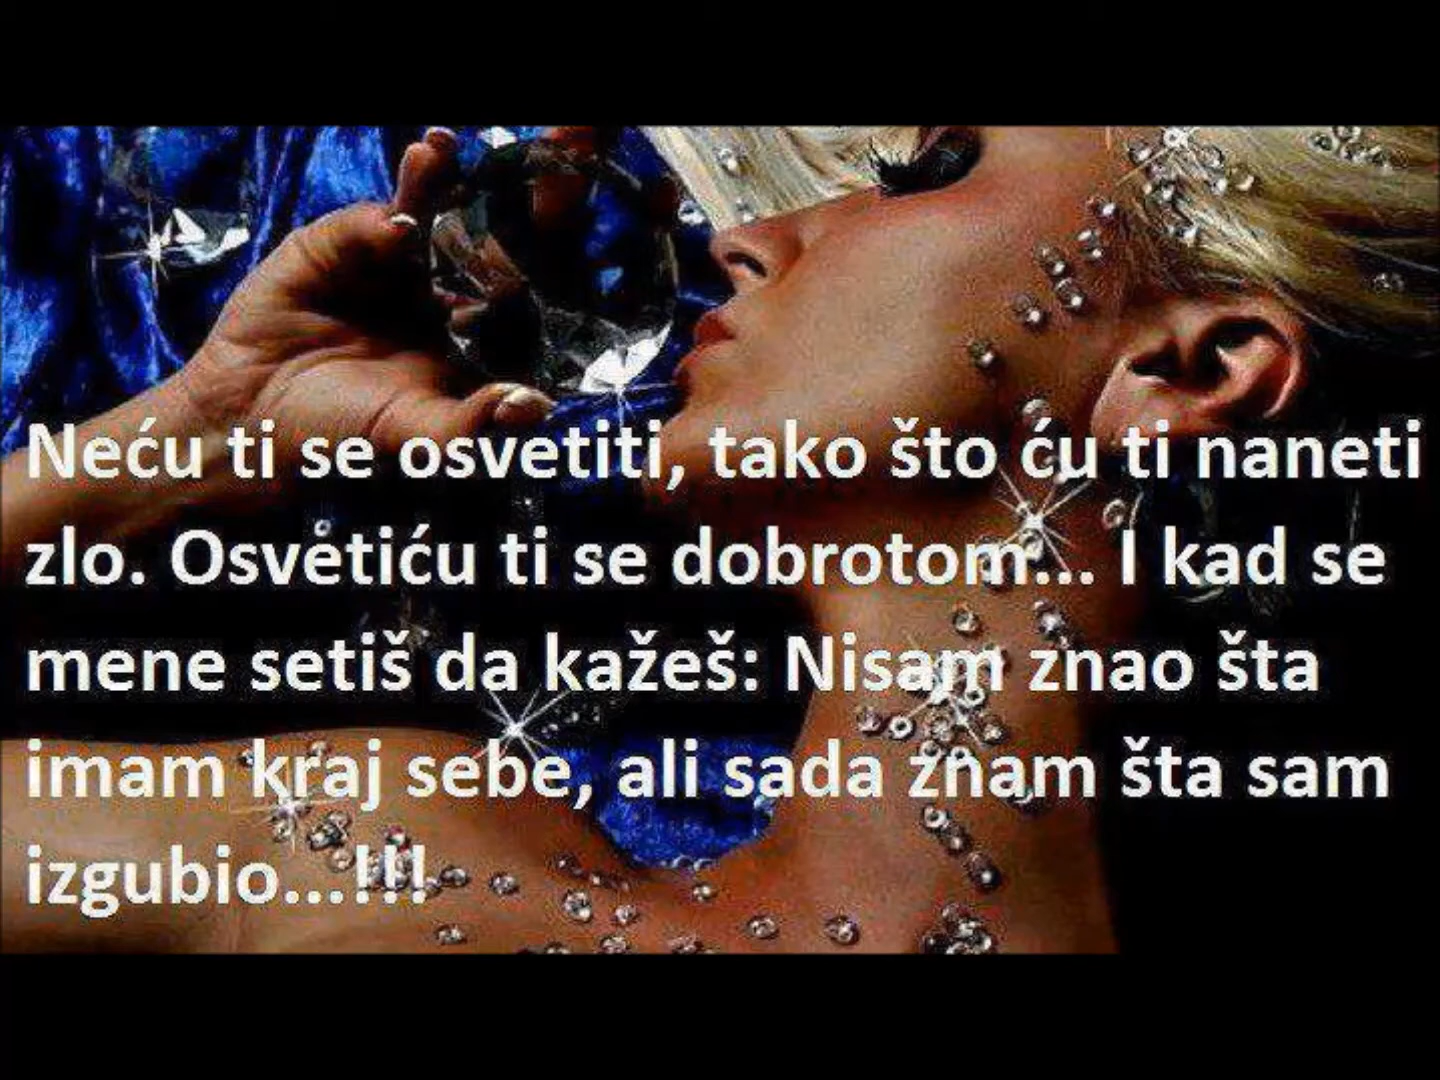 Neću ti se osvetiti, tako što ću ti naneti
zlo. Osvetiću ti se dobrotom... I kad se
mene setiš da kažeš: Nisam znao šta
imam kraj sebe, ali sada znam šta sam
izgubio...!!!